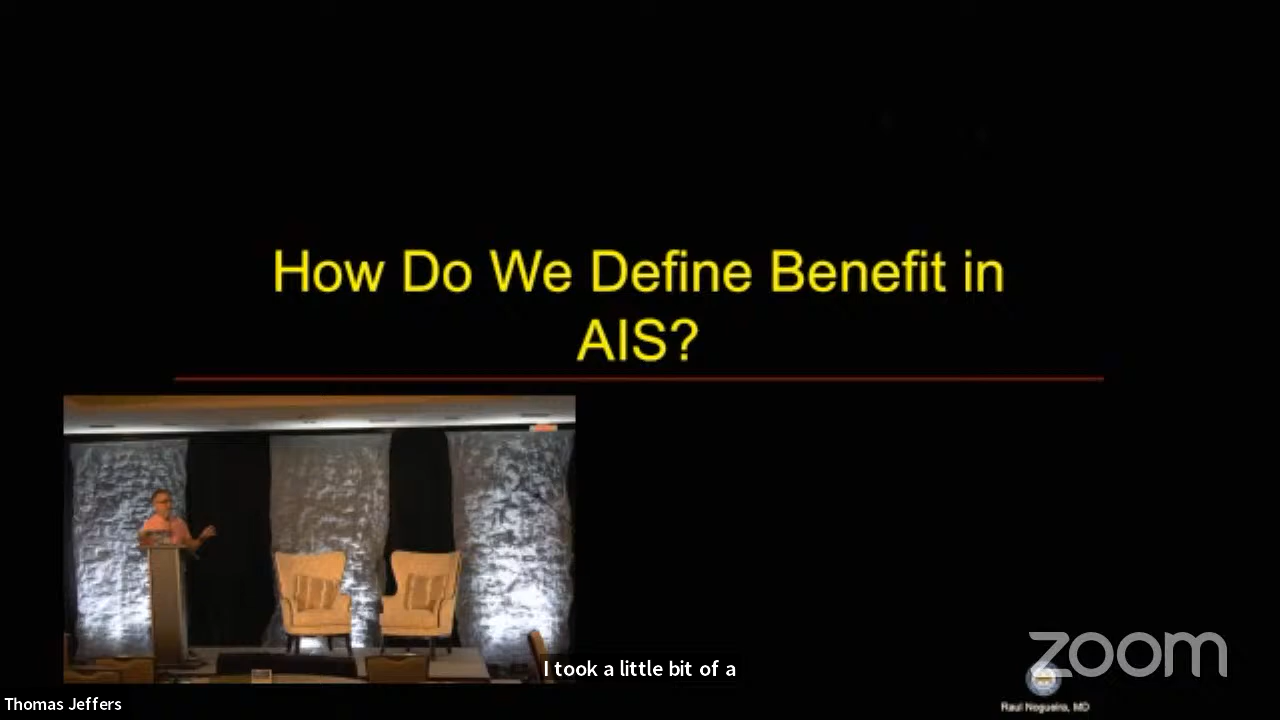 How Do We Define Benefit in
AIS?
I took a little bit of a
zoom
Thomas Jeffers
Raul Nogueira, MD